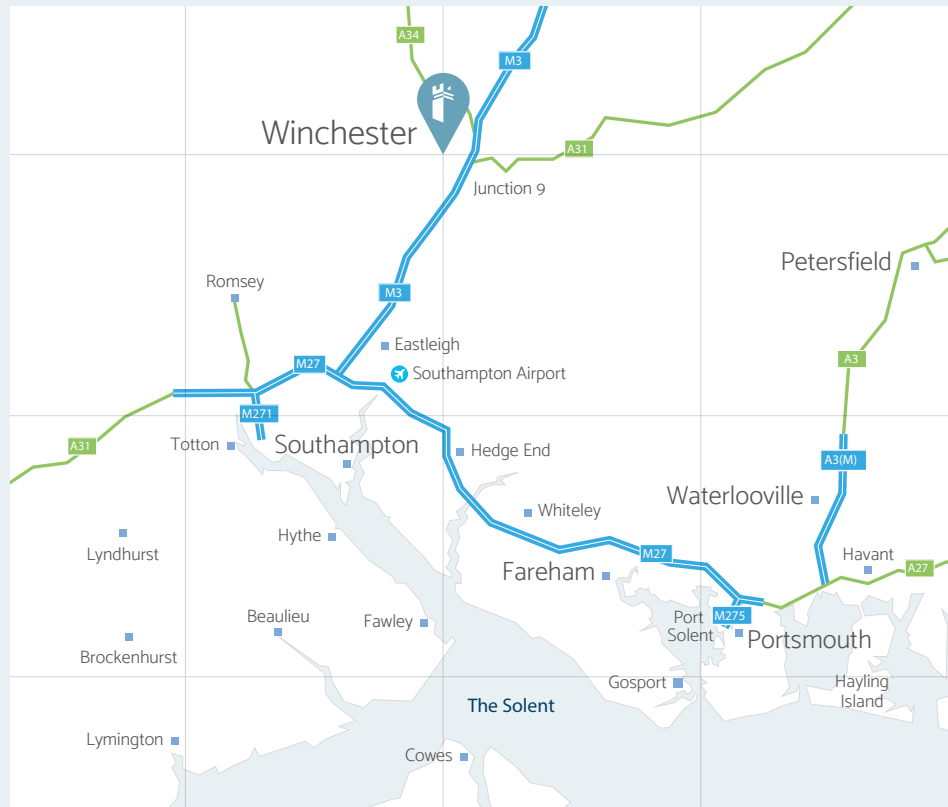 A34
M3
Winchester
A31
Junction 9
Petersfield
Romsey
M3
Eastleigh
A3
M27
Southampton Airport
M271
A31
Totton
Southampton
Hedge End
A3(M)
Waterlooville
Whiteley
Hythe
Lyndhurst
M27
Havant
Fareham
A27
Beaulieu
Fawley
Port
Solent
M275
Portsmouth
Brockenhurst
Gosport
Hayling
Island
The Solent
Lymington
Cowes